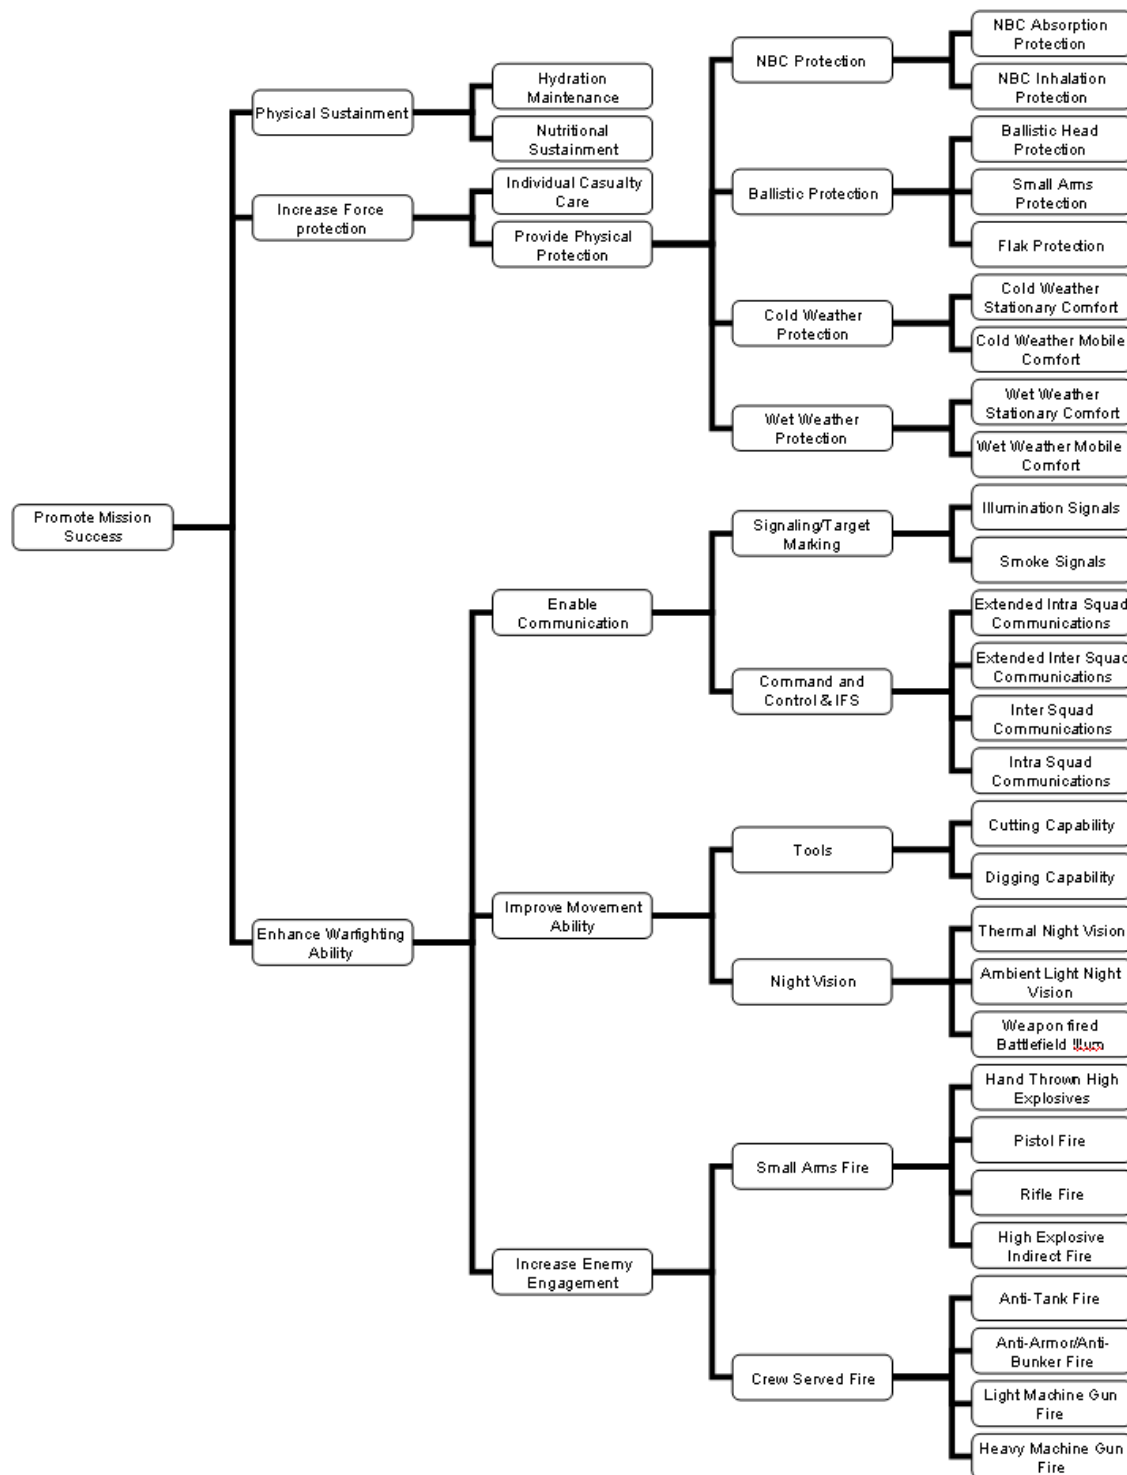 Promote Mission
Success
Physical Sustainment
Increase Force
protection
Enhance Warfighting
Ability
Hydration
Maintenance
Nutritional
Sustainment
Individual Casualty
Care
Provide Physical
Protection
Enable
Communication
Improve Movement
Ability
Increase Enemy
Engagement
NBC Protection
Ballistic Protection
Cold Weather
Protection
Wet Weather
Protection
Signaling/Target
Marking
Command and
Control & IFS
Tools
Night Vision
Small Arms Fire
Crew Served Fire
NBC Absorption
Protection
NBC Inhalation
Protection
Ballistic Head
Protection
Small Arms
Protection
Flak Protection
Cold Weather
Stationary Comfort
Cold Weather Mobile
Comfort
Wet Weather
Stationary Comfort
Wet Weather Mobile
Comfort
Illumination Signals
Smoke Signals
Extended Intra Squad
Communications
Extended Inter Squad
Communications
Inter Squad
Communications
Intra Squad
Communications
Cutting Capability
Digging Capability
Thermal Night Vision
Ambient Light Night
Vision
Weapon fired
Battlefield Illum
Hand Thrown High
Explosives
Pistol Fire
Rifle Fire
High Explosive
Indirect Fire
Anti-Tank Fire
Anti-Armor/Anti-
Bunker Fire
Light Machine Gun
Fire
Heavy Machine Gun
Fire